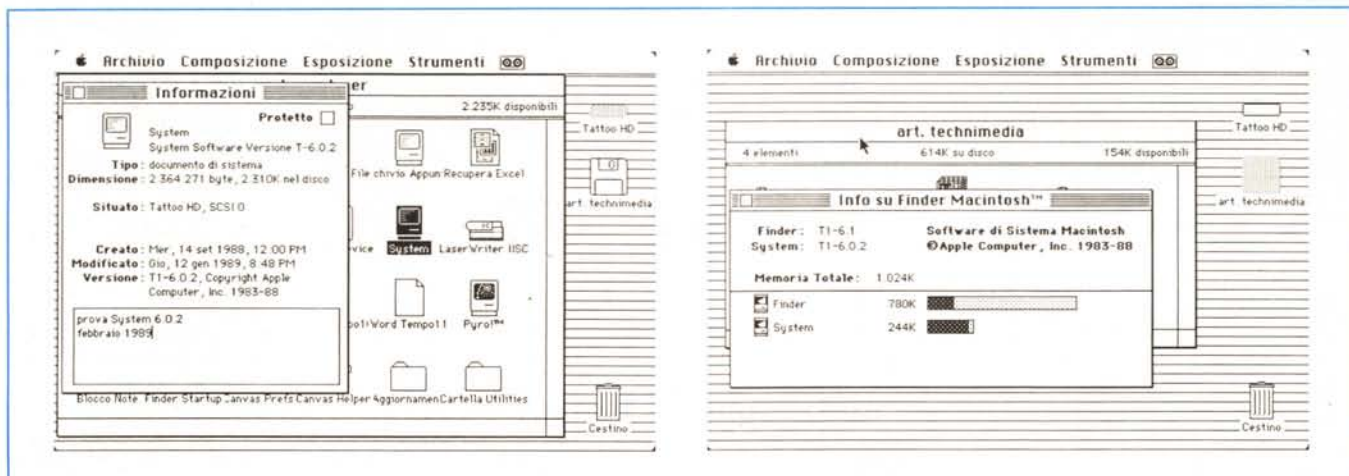 Archivio Composizione Esposizione Strumenti
er
2.235K disponibili
Informazioni
Protetto
System
System Software Versione T-6.0.2
Tipo: documento di sistema
Dimensione: 2.364.271 byte, 2.310K nel disco
Situato: Tattoo HD, SCSI 0
Creato: Mer, 14 set 1988, 12:00 PM
Modificato: Gio, 12 gen 1989, 8:48 PM
Versione: T1-6.0.2, Copyright Apple
Computer, Inc. 1983-88
prova System 6.0.2
febbraio 1989
File chivio Appun Recupera Excel
vice System LaserWriter IISC
Word Tempo1.1 Pyro!™
Blocco Note Finder Startup Canvas Prefs Canvas Helper Aggiornamen Cartella Utilities
Tattoo HD
art. technimedia
Cestino
Archivio Composizione Esposizione Strumenti
art. technimedia
4 elementi 614K su disco 154K disponibili
Info su Finder Macintosh™
Finder: T1-6.1 Software di Sistema Macintosh
System: T1-6.0.2 ©Apple Computer, Inc. 1983-88
Memoria Totale: 1.024K
Finder 780K
System 244K
Tattoo HD
art. technimedia
Cestino